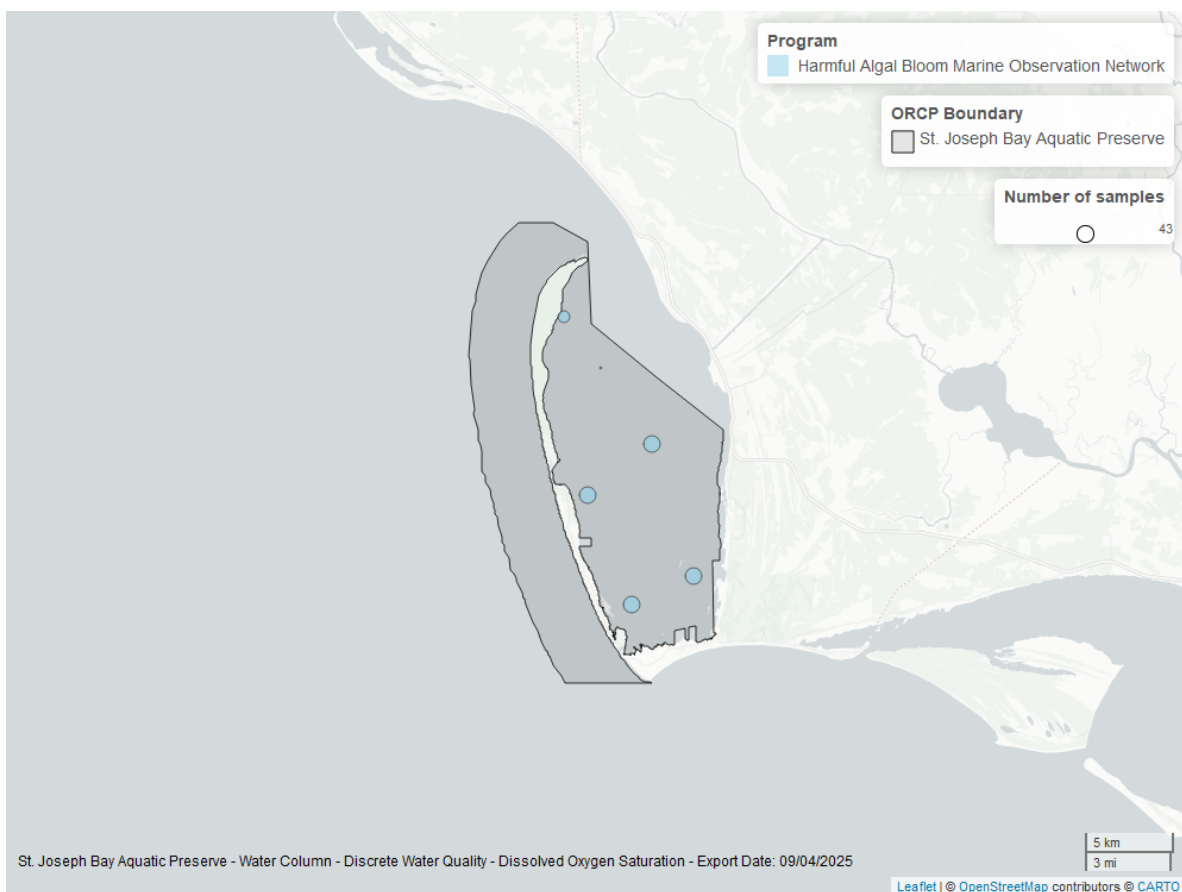 Program
Harmful Algal Bloom Marine Observation Network
ORCP Boundary
St. Joseph Bay Aquatic Preserve
Number of samples
43
5 km
3 mi
St. Joseph Bay Aquatic Preserve - Water Column - Discrete Water Quality - Dissolved Oxygen Saturation - Export Date: 09/04/2025
Leaflet | © OpenStreetMap contributors © CARTO